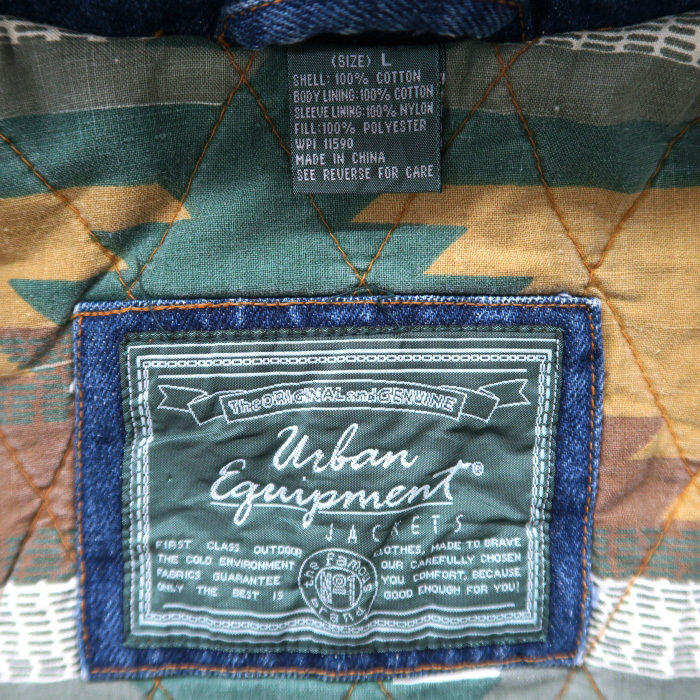 (SIZE) L
SHELL: 100% COTTON
BODY LINING: 100% COTTON
SLEEVE LINING: 100% NYLON
FILL: 100% POLYESTER
WPI 11590
MADE IN CHINA
SEE REVERSE FOR CARE
The ORIGINAL and GENUINE
Urban
Equipment®
JACKETS
FIRST CLASS OUTDOOR CLOTHES, MADE TO BRAVE
THE COLD ENVIRONMENT OUR CAREFULLY CHOSEN
FABRICS GUARANTEE YOU COMFORT, BECAUSE
ONLY THE BEST IS GOOD ENOUGH FOR YOU!
the Famous
Brand